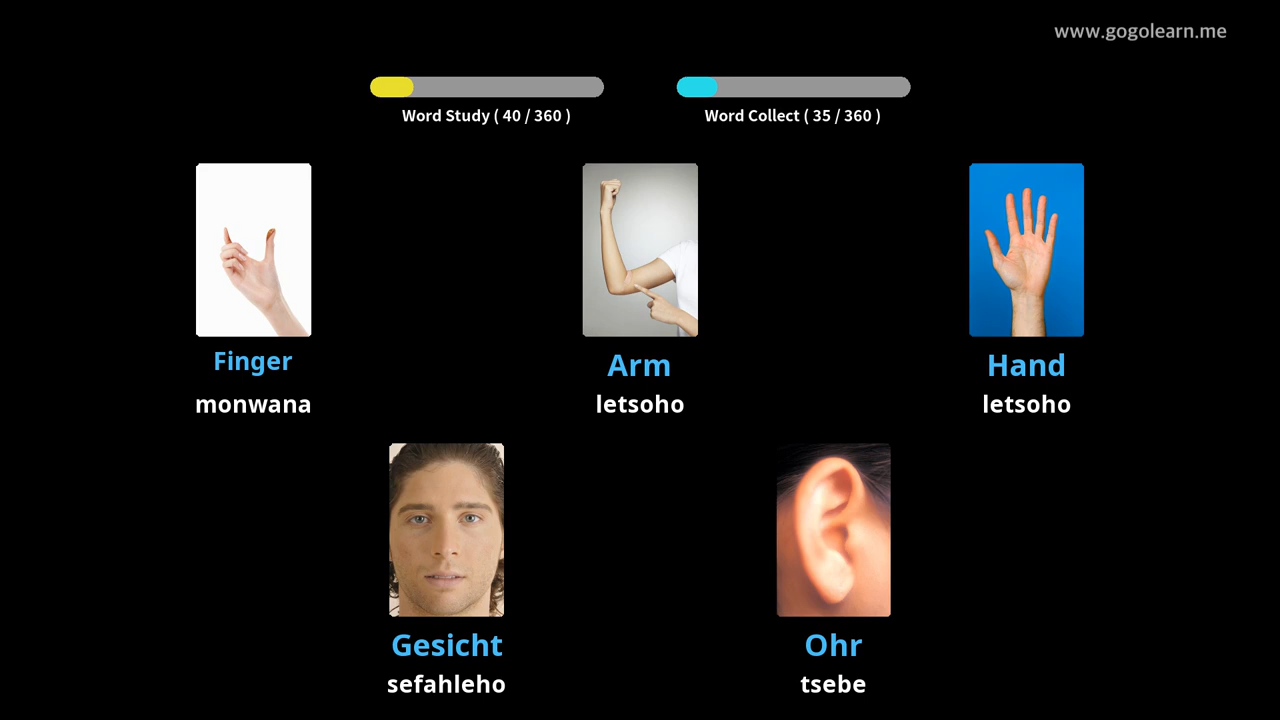 www.gogolearn.me
Word Study ( 40 / 360 )
Word Collect ( 35 / 360 )
Finger
monwana
Arm
letsoho
Hand
letsoho
Gesicht
sefahleho
Ohr
tsebe